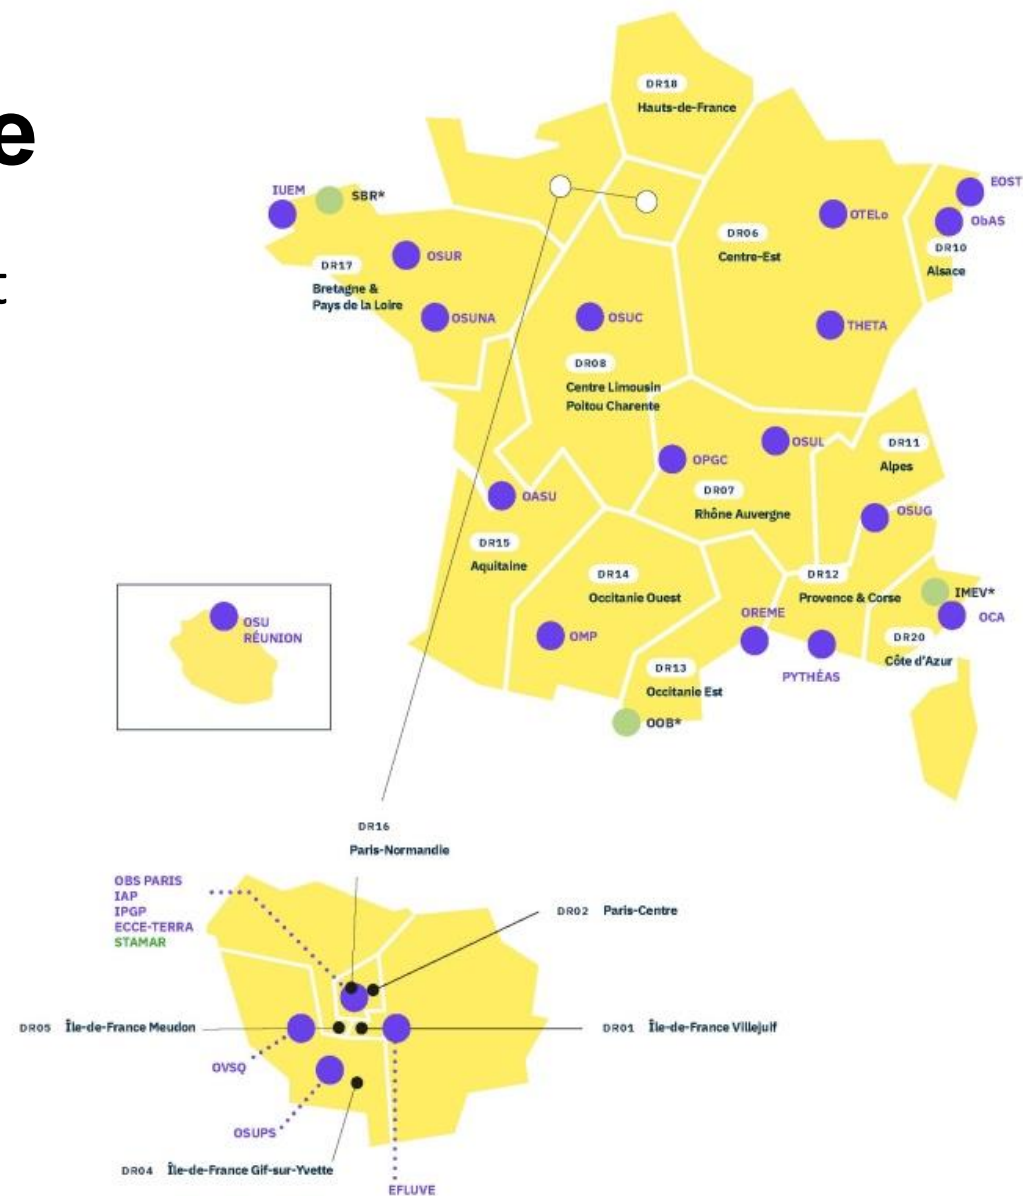 e
t
DR18
Hauts-de-France
IUEM
SBR*
EOST
OTELo
ObAS
DR06
Centre-Est
DR10
Alsace
OSUR
DR17
Bretagne &
Pays de la Loire
OSUNA
OSUC
THETA
DR08
Centre Limousin
Poitou Charente
OSUL
DR11
Alpes
OPGC
DR07
Rhône Auvergne
OASU
OSUG
DR15
Aquitaine
DR14
Occitanie Ouest
DR12
Provence & Corse
IMEV*
OCA
OREME
OSU
RÉUNION
OMP
DR20
Côte d'Azur
PYTHÉAS
DR13
Occitanie Est
OOB*
DR16
Paris-Normandie
OBS PARIS
IAP
IPGP
ECCE-TERRA
STAMAR
DR02 Paris-Centre
DR05 Île-de-France Meudon
DR01 Île-de-France Villejuif
OVSQ
OSUPS
DR04 Île-de-France Gif-sur-Yvette
EFLUVE